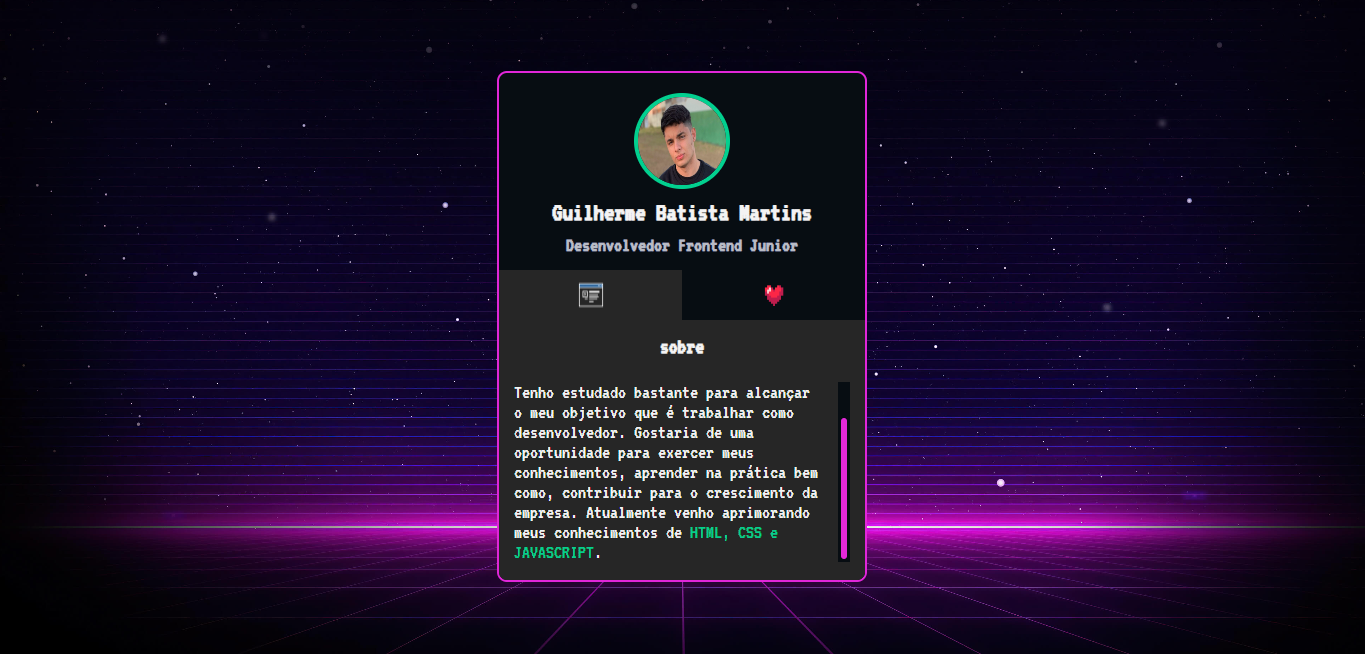 Guilherme Batista Martins
Desenvolvedor Frontend Junior
sobre
Tenho estudado bastante para alcançar
o meu objetivo que é trabalhar como
desenvolvedor. Gostaria de uma
oportunidade para exercer meus
conhecimentos, aprender na prática bem
como, contribuir para o crescimento da
empresa. Atualmente venho aprimorando
meus conhecimentos de HTML, CSS e
JAVASCRIPT.